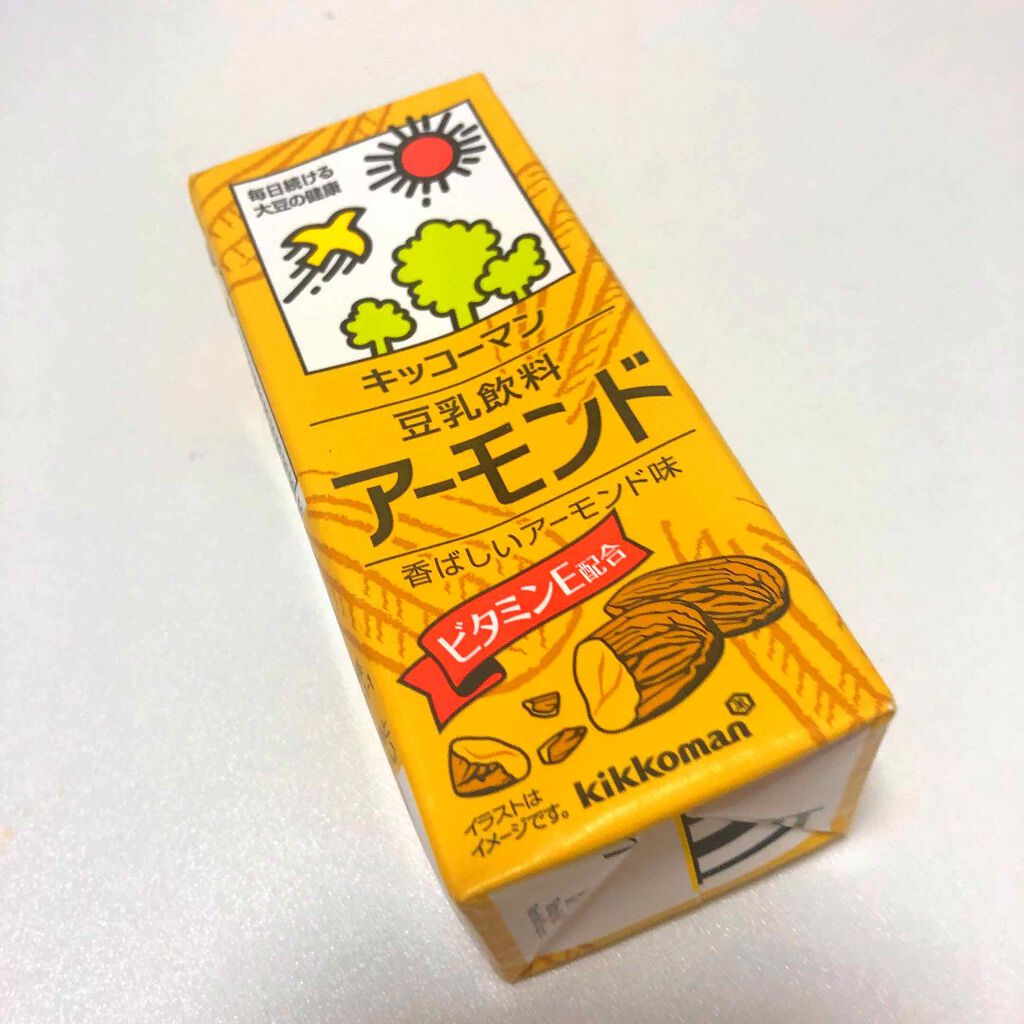 毎日続ける
大豆の健康
キッコーマン
豆乳飲料
アーモンド
香ばしいアーモンド味
ビタミンE配合
kikkoman
イラストは
イメージです。